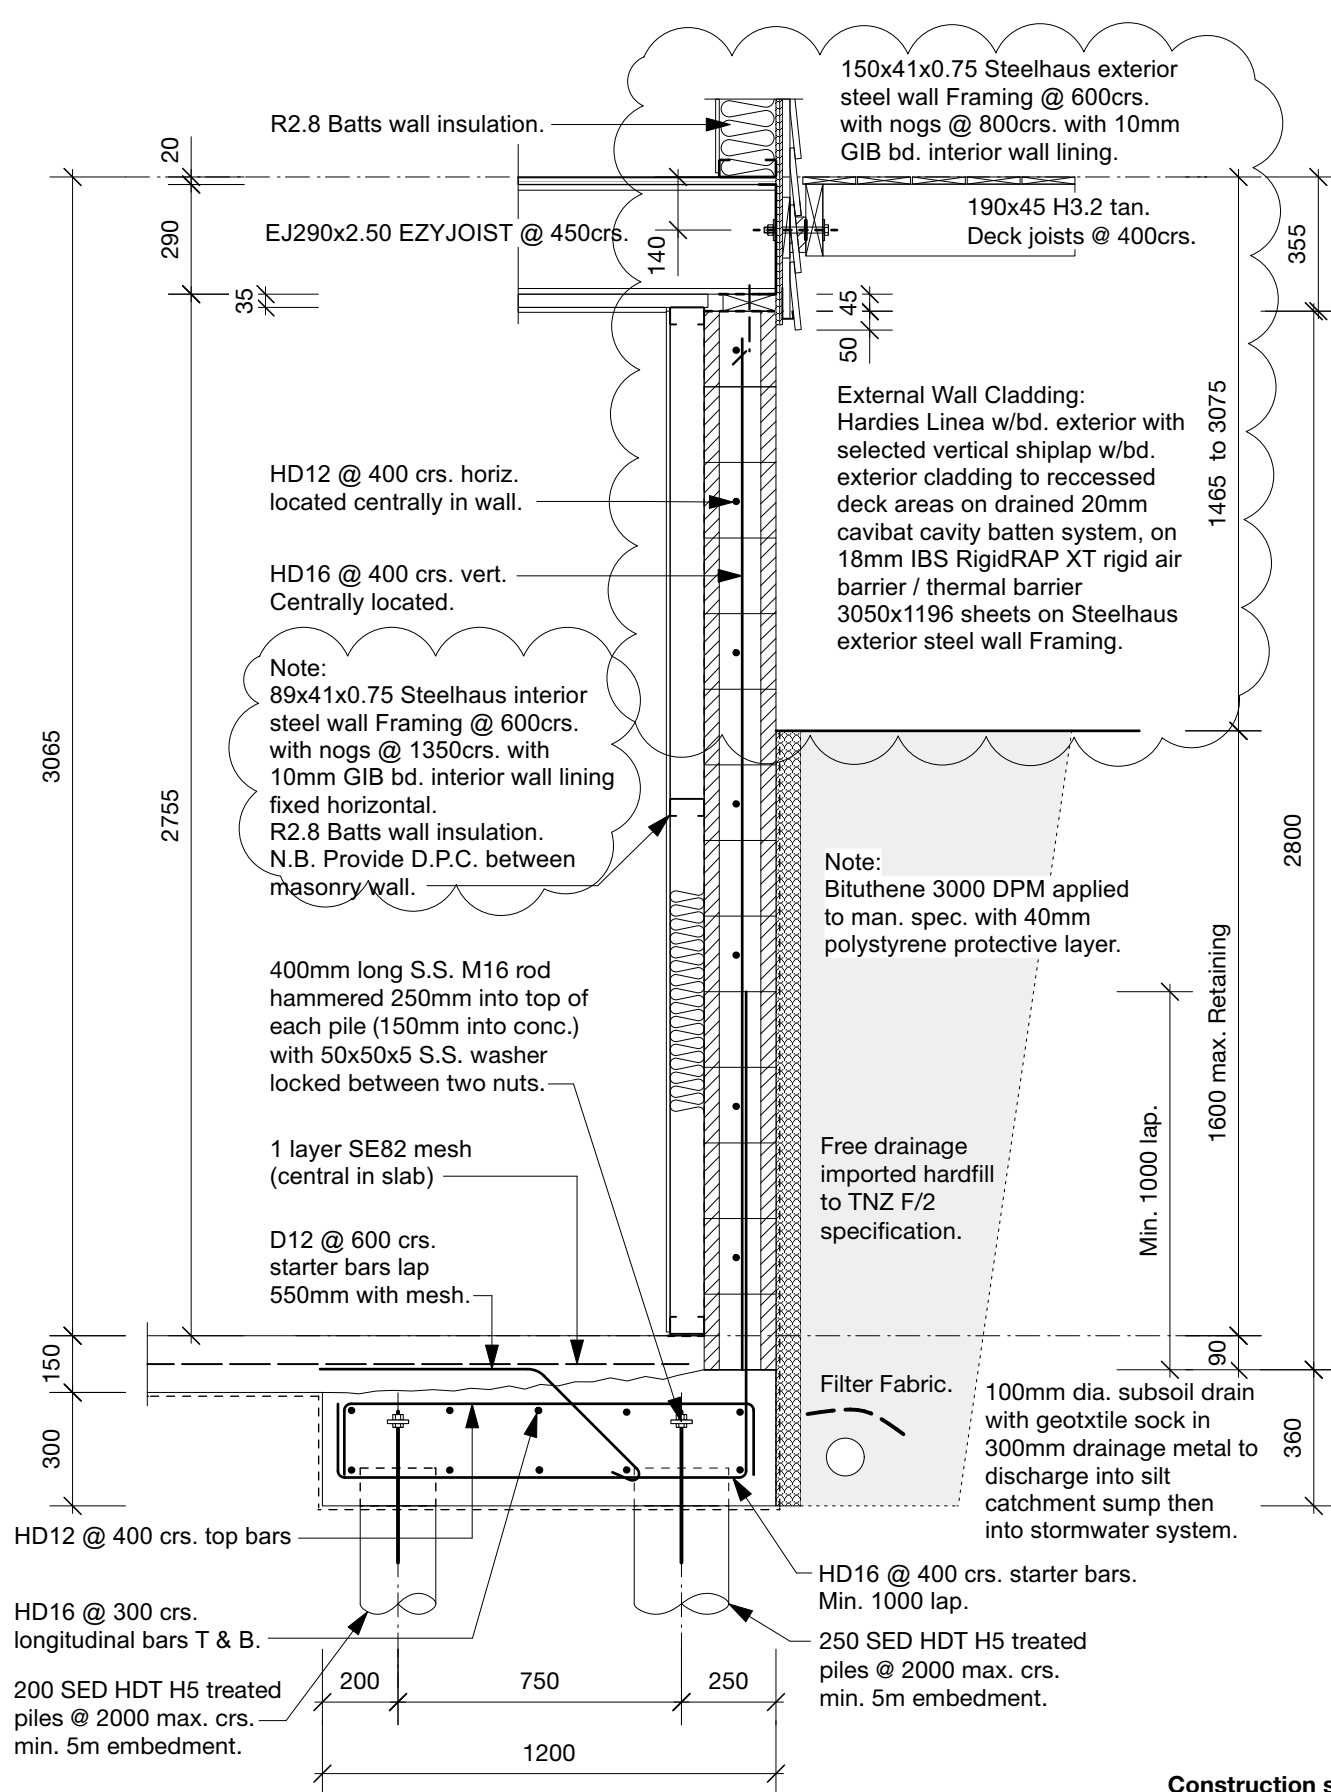 150x41x0.75 Steelhaus exterior
steel wall Framing @ 600crs.
with nogs @ 800crs. with 10mm
GIB bd. interior wall lining.
R2.8 Batts wall insulation.
20
290
35
EJ290x2.50 EZYJOIST @ 450crs.
140
190x45 H3.2 tan.
Deck joists @ 400crs.
355
45
50
External Wall Cladding:
Hardies Linea w/bd. exterior with
selected vertical shiplap w/bd.
exterior cladding to reccessed
deck areas on drained 20mm
cavibat cavity batten system, on
18mm IBS RigidRAP XT rigid air
barrier / thermal barrier
3050x1196 sheets on Steelhaus
exterior steel wall Framing.
1465 to 3075
HD12 @ 400 crs. horiz.
located centrally in wall.
HD16 @ 400 crs. vert.
Centrally located.
Note:
89x41x0.75 Steelhaus interior
steel wall Framing @ 600crs.
with nogs @ 1350crs. with
10mm GIB bd. interior wall lining
fixed horizontal.
R2.8 Batts wall insulation.
N.B. Provide D.P.C. between
masonry wall.
3065
2755
2800
Note:
Bituthene 3000 DPM applied
to man. spec. with 40mm
polystyrene protective layer.
400mm long S.S. M16 rod
hammered 250mm into top of
each pile (150mm into conc.)
with 50x50x5 S.S. washer
locked between two nuts.
1600 max. Retaining
Min. 1000 lap.
1 layer SE82 mesh
(central in slab)
Free drainage
imported hardfill
to TNZ F/2
specification.
D12 @ 600 crs.
starter bars lap
550mm with mesh.
150
300
90
360
Filter Fabric.
100mm dia. subsoil drain
with geotxtile sock in
300mm drainage metal to
discharge into silt
catchment sump then
into stormwater system.
HD12 @ 400 crs. top bars
HD16 @ 400 crs. starter bars.
Min. 1000 lap.
HD16 @ 300 crs.
longitudinal bars T & B.
250 SED HDT H5 treated
piles @ 2000 max. crs.
min. 5m embedment.
200 SED HDT H5 treated
piles @ 2000 max. crs.
min. 5m embedment.
200
750
250
1200
Construction s